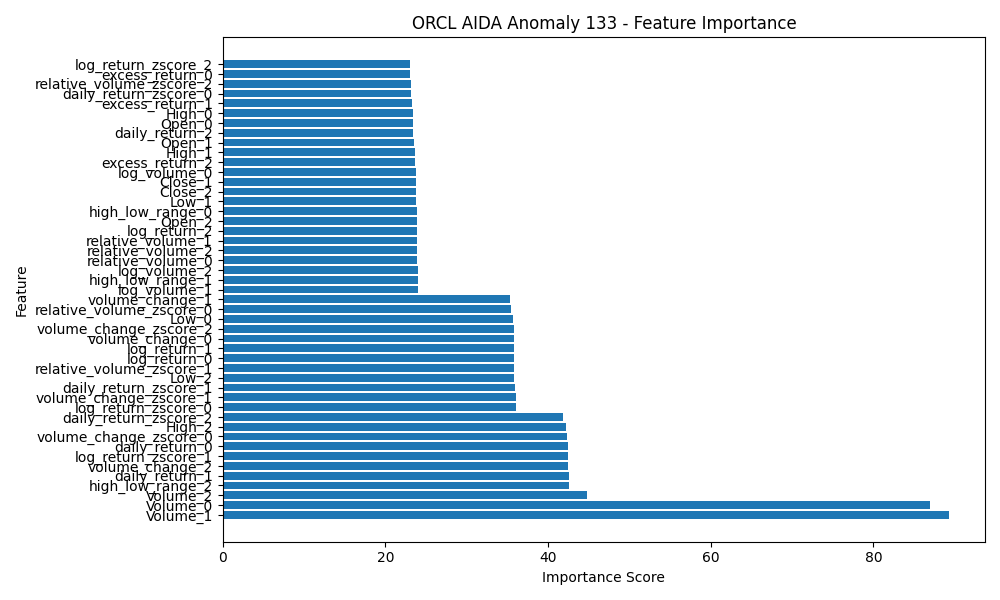 ORCL AIDA Anomaly 133 - Feature Importance
log_return_zscore_2
excess_return_0
relative_volume_zscore_2
daily_return_zscore_0
excess_return_1
High_0
Open_0
daily_return_2
Open_1
High_1
excess_return_2
log_volume_0
Close_1
Close_2
Low_1
high_low_range_0
Open_2
log_return_2
relative_volume_1
relative_volume_2
relative_volume_0
log_volume_2
high_low_range_1
log_volume_1
volume_change_1
relative_volume_zscore_0
Low_0
volume_change_zscore_2
volume_change_0
log_return_1
log_return_0
relative_volume_zscore_1
Low_2
daily_return_zscore_1
volume_change_zscore_1
log_return_zscore_0
daily_return_zscore_2
High_2
volume_change_zscore_0
daily_return_0
log_return_zscore_1
volume_change_2
daily_return_1
high_low_range_2
Volume_2
Volume_0
Volume_1
Feature
0 20 40 60 80
Importance Score